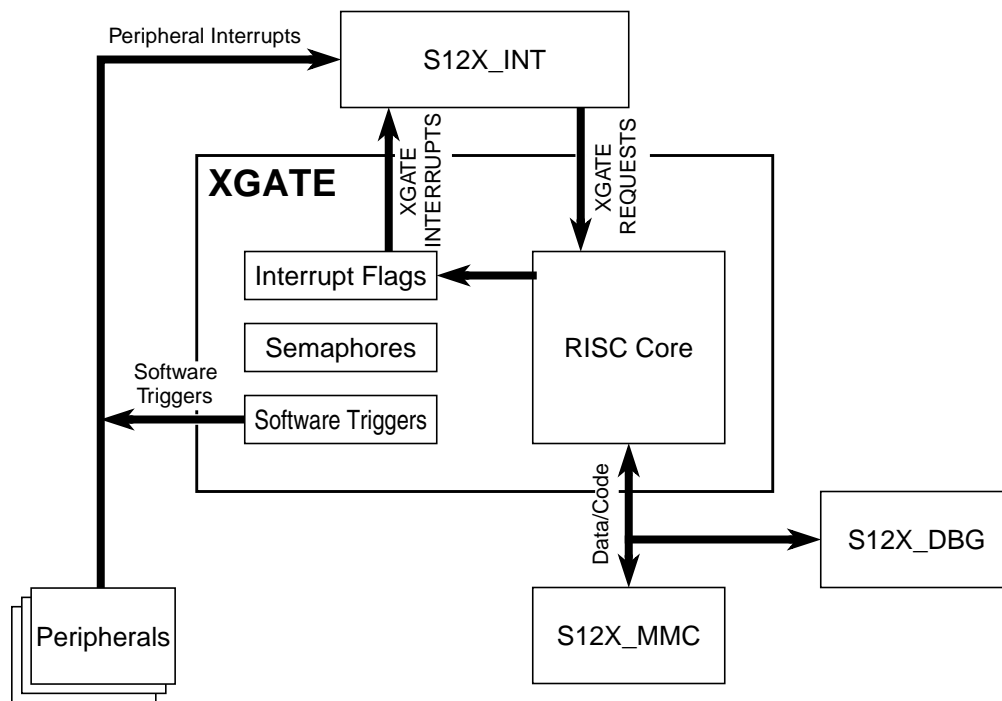 Peripheral Interrupts
S12X_INT
XGATE
INTERRUPTS
XGATE
REQUESTS
XGATE
Interrupt Flags
Semaphores
RISC Core
Software
Triggers
Software Triggers
Data/Code
S12X_DBG
Peripherals
S12X_MMC